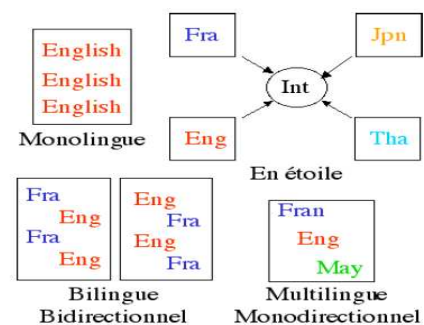 English
English
English
Monolingue
Fra
Jpn
Int
Eng
Tha
En étoile
Fra
Eng
Fra
Eng
Eng
Fra
Eng
Fra
Bilingue
Bidirectionnel
Fran
Eng
May
Multilingue
Monodirectionnel